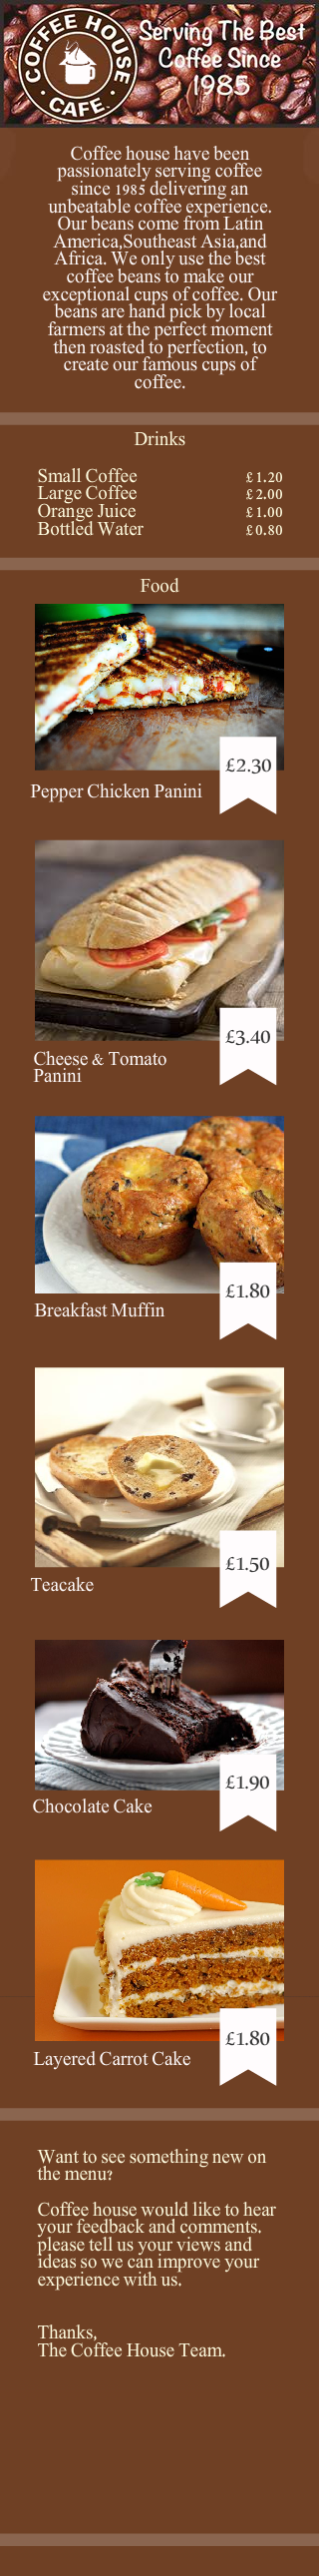 COFFEE HOUSE
CAFE
Serving The Best
Coffee Since
1985
Coffee house have been
passionately serving coffee
since 1985 delivering an
unbeatable coffee experience.
Our beans come from Latin
America,Southeast Asia,and
Africa. We only use the best
coffee beans to make our
exceptional cups of coffee. Our
beans are hand pick by local
farmers at the perfect moment
then roasted to perfection, to
create our famous cups of
coffee.
Drinks
Small Coffee £1.20
Large Coffee £2.00
Orange Juice £1.00
Bottled Water £0.80
Food
£2.30
Pepper Chicken Panini
£3.40
Cheese & Tomato
Panini
£1.80
Breakfast Muffin
£1.50
Teacake
£1.90
Chocolate Cake
£1.80
Layered Carrot Cake
Want to see something new on
the menu?
Coffee house would like to hear
your feedback and comments.
please tell us your views and
ideas so we can improve your
experience with us.
Thanks,
The Coffee House Team.